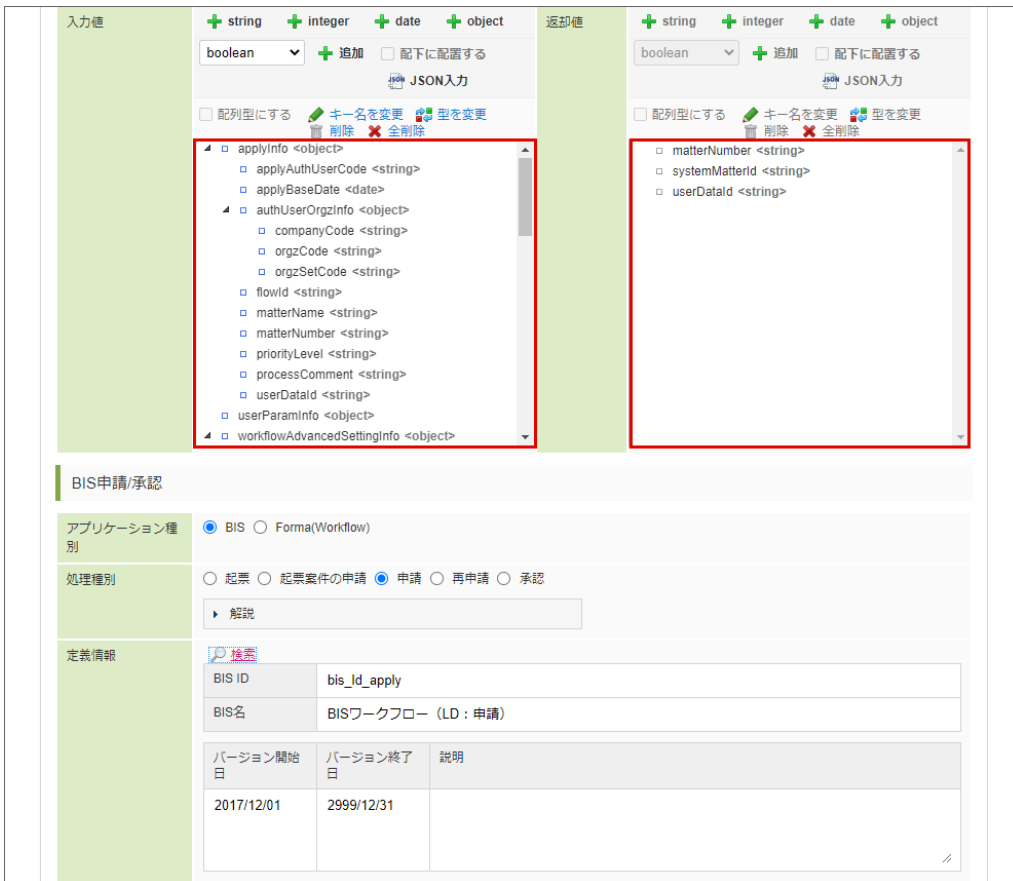 入力値
string integer date object
boolean 追加 配下に配置する
JSON入力
配列型にする キー名を変更 型を変更
削除 全削除
applyInfo <object>
applyAuthUserCode <string>
applyBaseDate <date>
authUserOrgzInfo <object>
companyCode <string>
orgzCode <string>
orgzSetCode <string>
flowId <string>
matterName <string>
matterNumber <string>
priorityLevel <string>
processComment <string>
userDataId <string>
userParamInfo <object>
workflowAdvancedSettingInfo <object>
返却値
string integer date object
boolean 追加 配下に配置する
JSON入力
配列型にする キー名を変更 型を変更
削除 全削除
matterNumber <string>
systemMatterId <string>
userDataId <string>
BIS申請/承認
アプリケーション種
別
BIS Forma(Workflow)
処理種別
起票 起票案件の申請 申請 再申請 承認
解説
定義情報
検索
BIS ID bis_ld_apply
BIS名 BISワークフロー（LD：申請）
バージョン開始
日
バージョン終了
日
説明
2017/12/01 2999/12/31